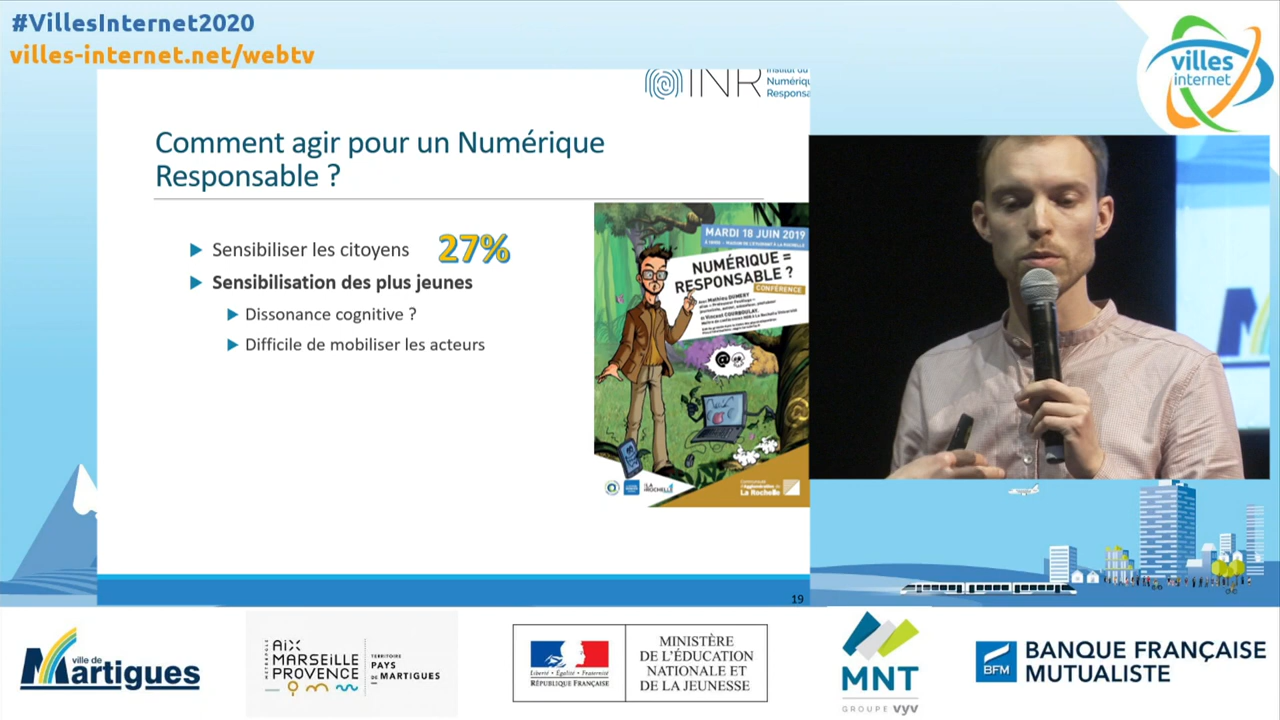 #VillesInternet2020
villes-internet.net/webtv
villes
internet
INR
Institut du
Numérique
Responsable
Comment agir pour un Numérique
Responsable ?
Sensibiliser les citoyens 27%
Sensibilisation des plus jeunes
Dissonance cognitive ?
Difficile de mobiliser les acteurs
MARDI 18 JUIN 2019
NUMÉRIQUE =
RESPONSABLE ?
CONFÉRENCE
La Rochelle
19
ville de
Martigues
MÉTROPOLE
AIX
MARSEILLE
PROVENCE
TERRITOIRE
PAYS
DE MARTIGUES
Liberté • Égalité • Fraternité
RÉPUBLIQUE FRANÇAISE
MINISTÈRE
DE L'ÉDUCATION
NATIONALE ET
DE LA JEUNESSE
MNT
GROUPE vyv
BFM
BANQUE FRANÇAISE
MUTUALISTE